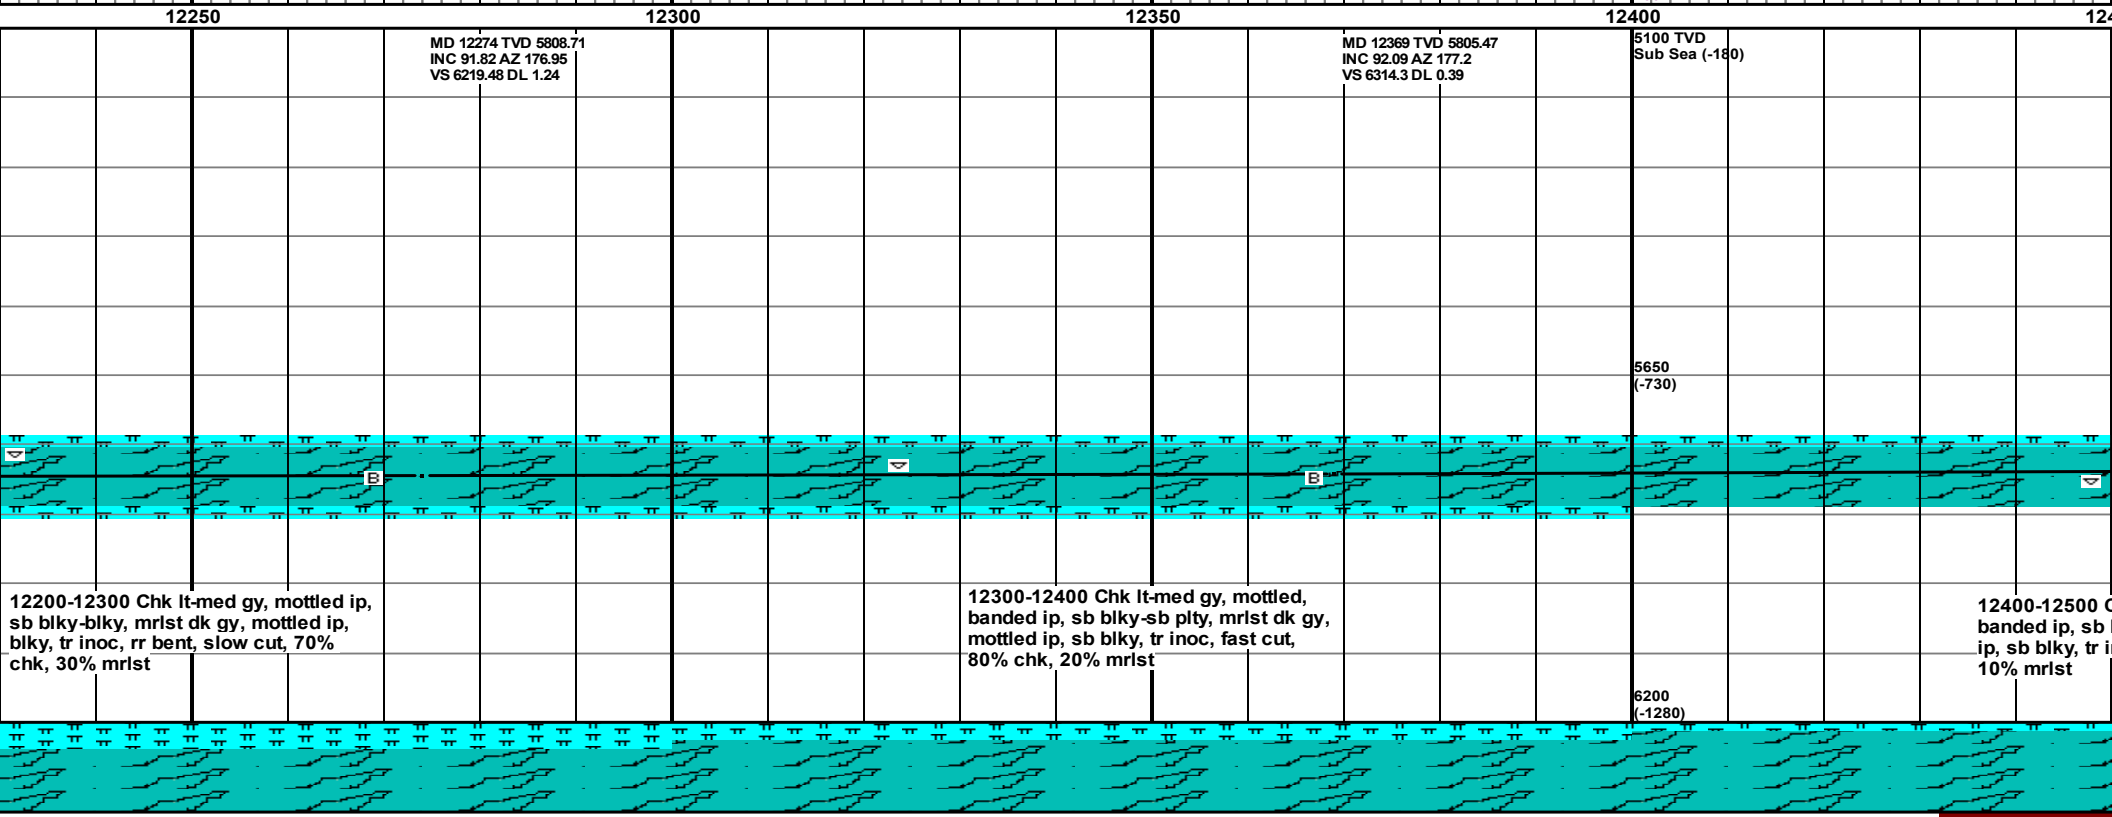 12250 12300 12350 12400 124
MD 12274 TVD 5808.71
INC 91.82 AZ 176.95
VS 6219.48 DL 1.24
MD 12369 TVD 5805.47
INC 92.09 AZ 177.2
VS 6314.3 DL 0.39
5100 TVD
Sub Sea (-180)
5650
(-730)
B
B
12200-12300 Chk lt-med gy, mottled ip,
sb blky-blky, mrlst dk gy, mottled ip,
blky, tr inoc, rr bent, slow cut, 70%
chk, 30% mrlst
12300-12400 Chk lt-med gy, mottled,
banded ip, sb blky-sb plty, mrlst dk gy,
mottled ip, sb blky, tr inoc, fast cut,
80% chk, 20% mrlst
12400-12500 C
banded ip, sb
ip, sb blky, tr i
10% mrlst
6200
(-1280)